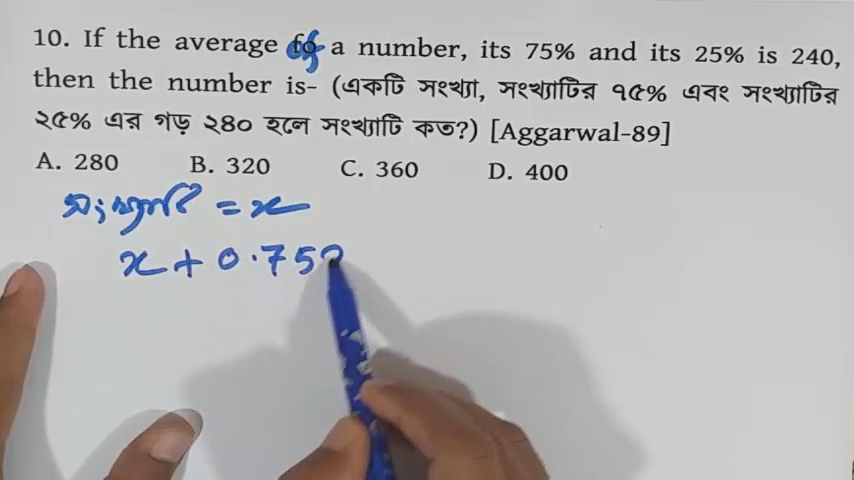 10. If the average of a number, its 75% and its 25% is 240,
then the number is- (একটি সংখ্যা, সংখ্যাটির ৭৫% এবং সংখ্যাটির
২৫% এর গড় ২৪০ হলে সংখ্যাটি কত?) [Aggarwal-89]
A. 280 B. 320 C. 360 D. 400
সংখ্যাটি = x
x + 0.75